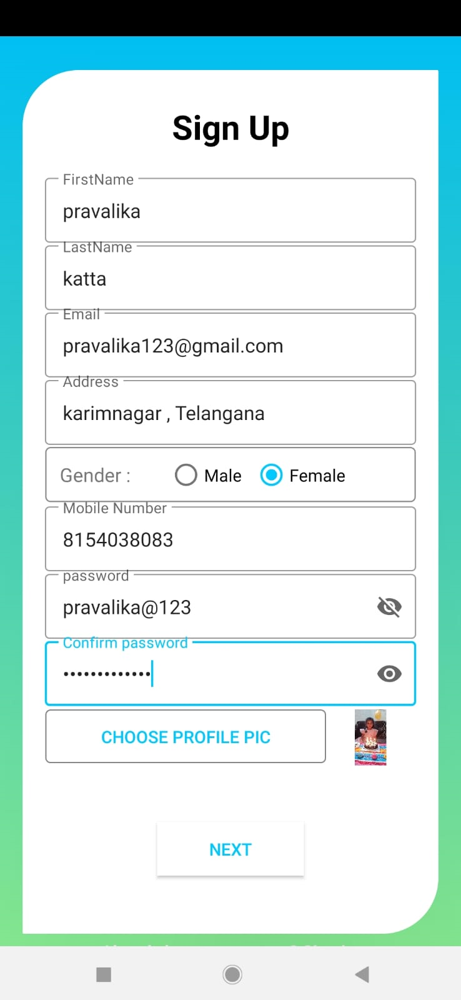 Sign Up
FirstName
pravalika
LastName
katta
Email
pravalika123@gmail.com
Address
karimnagar , Telangana
Gender : Male Female
Mobile Number
8154038083
password
pravalika@123
Confirm password
•••••••••••••
CHOOSE PROFILE PIC
NEXT